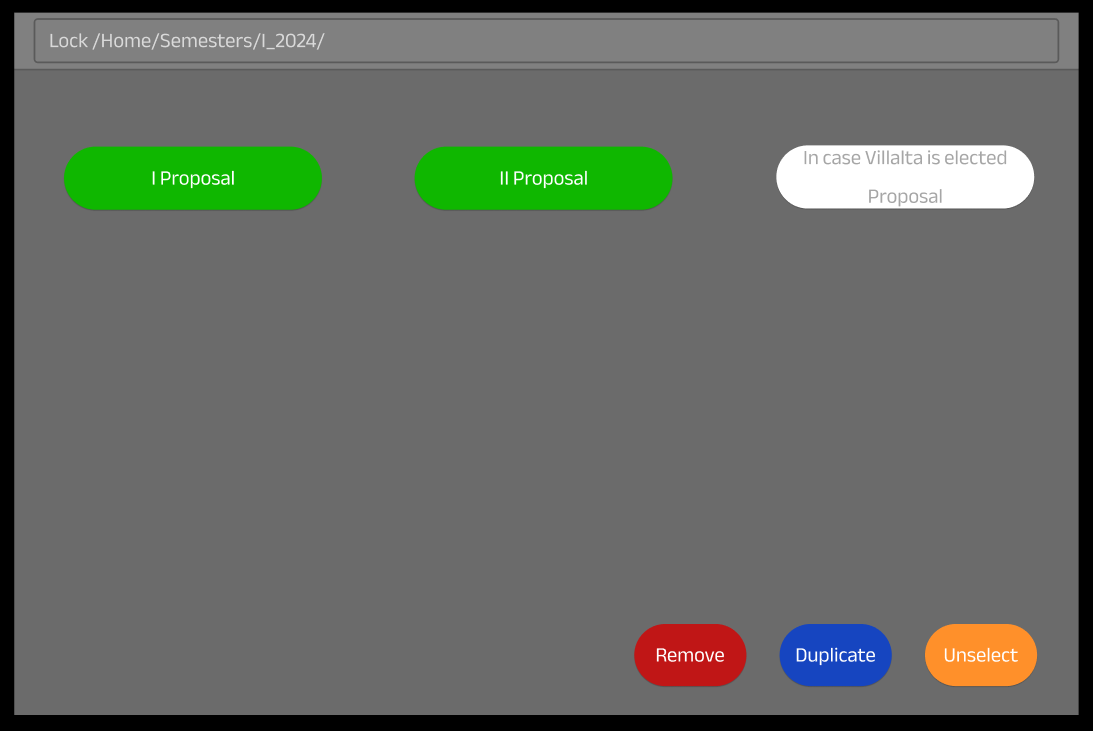 Lock /Home/Semesters/I_2024/
I Proposal
II Proposal
In case Villalta is elected
Proposal
Remove
Duplicate
Unselect